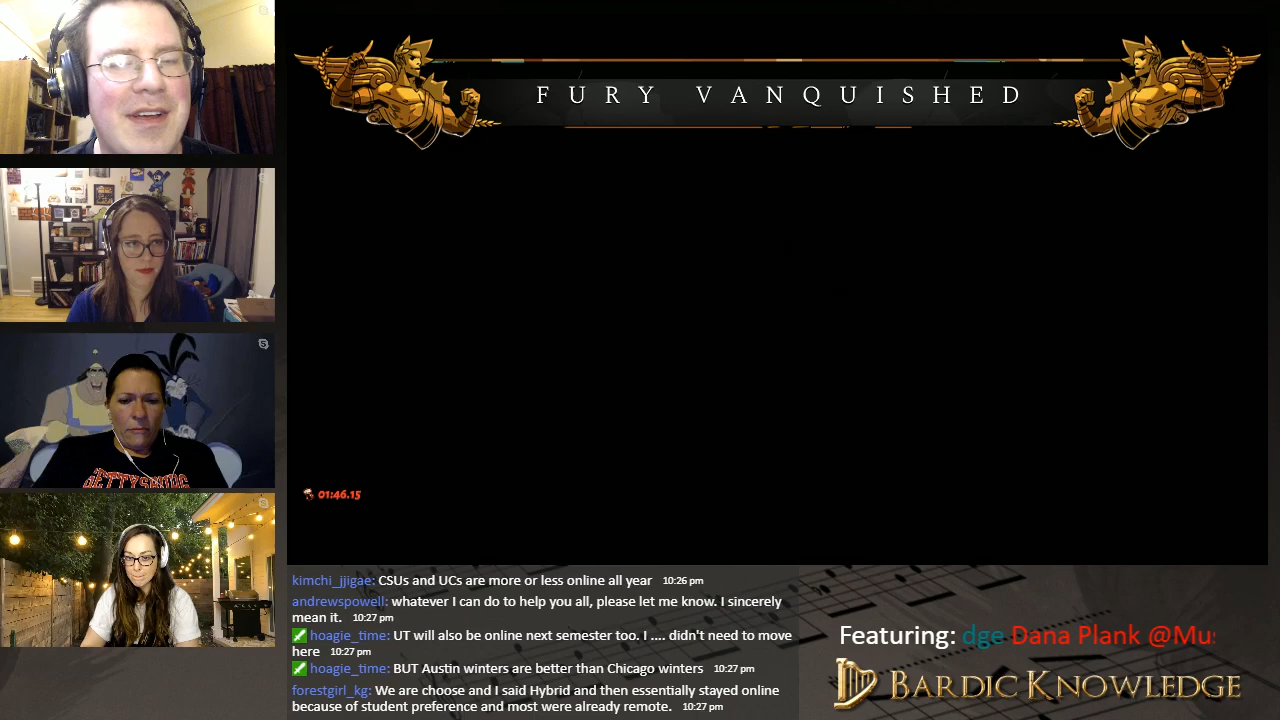 FURY VANQUISHED
GETTYSBURG
01:46.15
kimchi_jjigae: CSUs and UCs are more or less online all year 10:26 pm
andrewspowell: whatever I can do to help you all, please let me know. I sincerely
mean it. 10:27 pm
hoagie_time: UT will also be online next semester too. I .... didn't need to move
here 10:27 pm
hoagie_time: BUT Austin winters are better than Chicago winters 10:27 pm
forestgirl_kg: We are choose and I said Hybrid and then essentially stayed online
because of student preference and most were already remote. 10:27 pm
Featuring: dge Dana Plank @Mu
BARDIC KNOWLEDGE